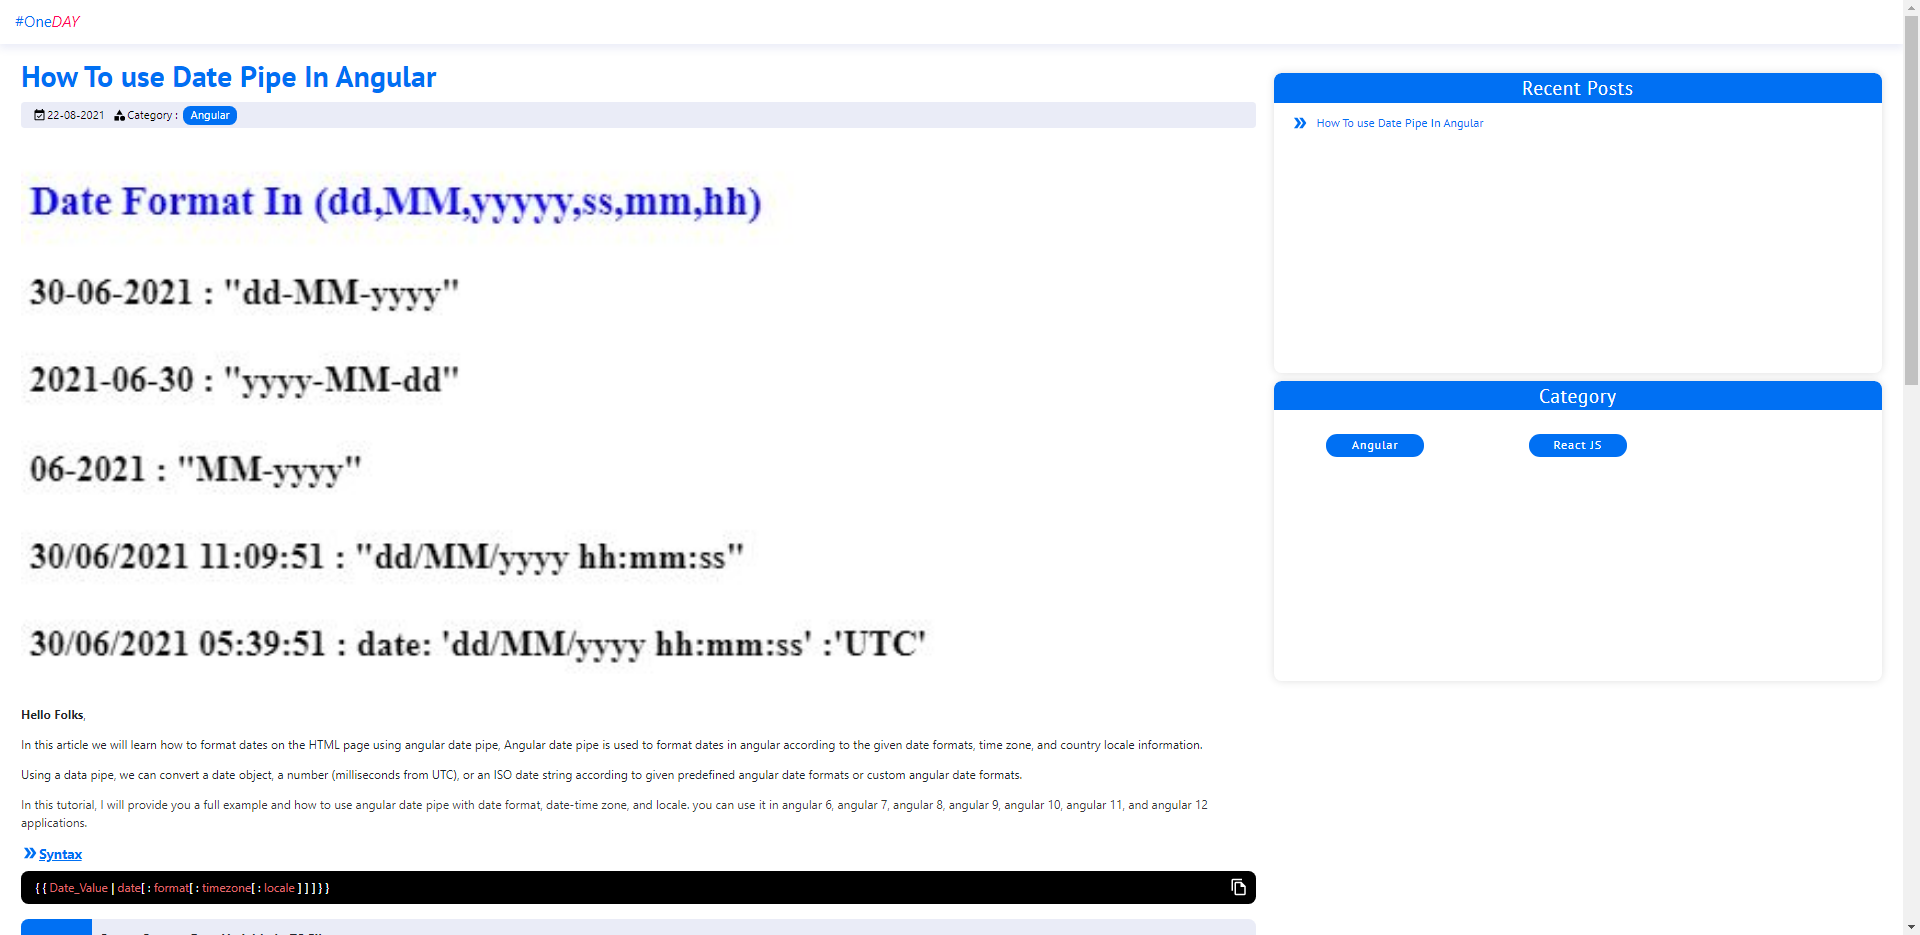 #OneDAY
How To use Date Pipe In Angular
22-08-2021 Category : Angular
Date Format In (dd,MM,yyyyy,ss,mm,hh)
30-06-2021 : "dd-MM-yyyy"
2021-06-30 : "yyyy-MM-dd"
06-2021 : "MM-yyyy"
30/06/2021 11:09:51 : "dd/MM/yyyy hh:mm:ss"
30/06/2021 05:39:51 : date: 'dd/MM/yyyy hh:mm:ss' :'UTC'
Hello Folks,
In this article we will learn how to format dates on the HTML page using angular date pipe, Angular date pipe is used to format dates in angular according to the given date formats, time zone, and country locale information.
Using a data pipe, we can convert a date object, a number (milliseconds from UTC), or an ISO date string according to given predefined angular date formats or custom angular date formats.
In this tutorial, I will provide you a full example and how to use angular date pipe with date format, date-time zone, and locale. you can use it in angular 6, angular 7, angular 8, angular 9, angular 10, angular 11, and angular 12
applications.
Syntax
{ { Date_Value | date[ : format[ : timezone[ : locale ] ] ] } }
Recent Posts
How To use Date Pipe In Angular
Category
Angular
React JS